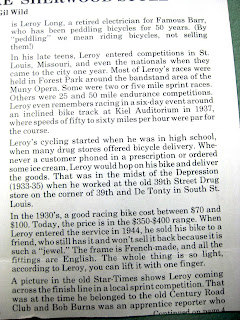 Gil Wild
is Leroy Long, a retired electrician for Famous Barr,
who has been peddling bicycles for 50 years. (By
"peddling" we mean riding bicycles, not selling
them!)
In his late teens, Leroy entered competitions in St.
Louis, Missouri, and even the nationals when they
came to the city one year. Most of Leroy's races were
held in Forest Park around the bandstand area of the
Muny Opera. Some were two or five mile sprint races.
Others were 25 and 50 mile endurance competitions.
Leroy even remembers racing in a six-day event around
an inclined bike track at Kiel Auditorium in 1937,
where speeds of fifty to sixty miles per hour were par for
the course.
Leroy's cycling started when he was in high school,
when many drug stores offered bicycle delivery. Whe-
never a customer phoned in a prescription or ordered
some ice cream, Leroy would hop on his bike and deliver
the goods. That was in the midst of the Depression
(1933-35) when he worked at the old 39th Street Drug
store on the corner of 39th and De Tonty in South St.
Louis.
In the 1930's, a good racing bike cost between $70 and
$100. Today, the price is in the $350-$400 range. When
Leroy entered the service in 1944, he sold his bike to a
friend, who still has it and won't sell it back because it is
such a "jewel." The frame is French made, and all the
fittings are English. The whole thing is so light,
according to Leroy, you can lift it with one finger.
A picture in the old Star-Times shows Leroy coming
across the finish line in a local sprint competition. That
was at the time he belonged to the old Century Road
Club and Bob Burns was an apprentice reporter who
Continued on page